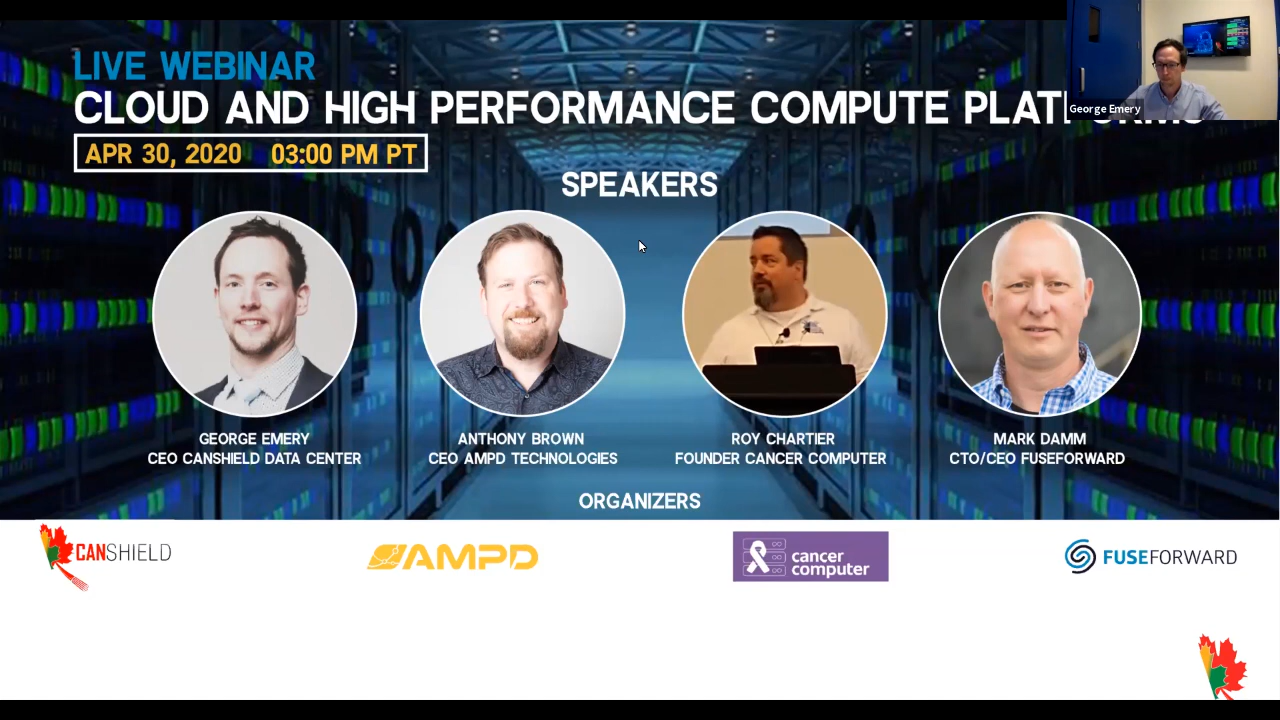 LIVE WEBINAR
CLOUD AND HIGH PERFORMANCE COMPUTE PLATFORMS
George Emery
APR 30, 2020 03:00 PM PT
SPEAKERS
GEORGE EMERY
CEO CANSHIELD DATA CENTER
ANTHONY BROWN
CEO AMPD TECHNOLOGIES
ROY CHARTIER
FOUNDER CANCER COMPUTER
MARK DAMM
CTO/CEO FUSEFORWARD
ORGANIZERS
CANSHIELD
AMPD
cancer
computer
FUSEFORWARD